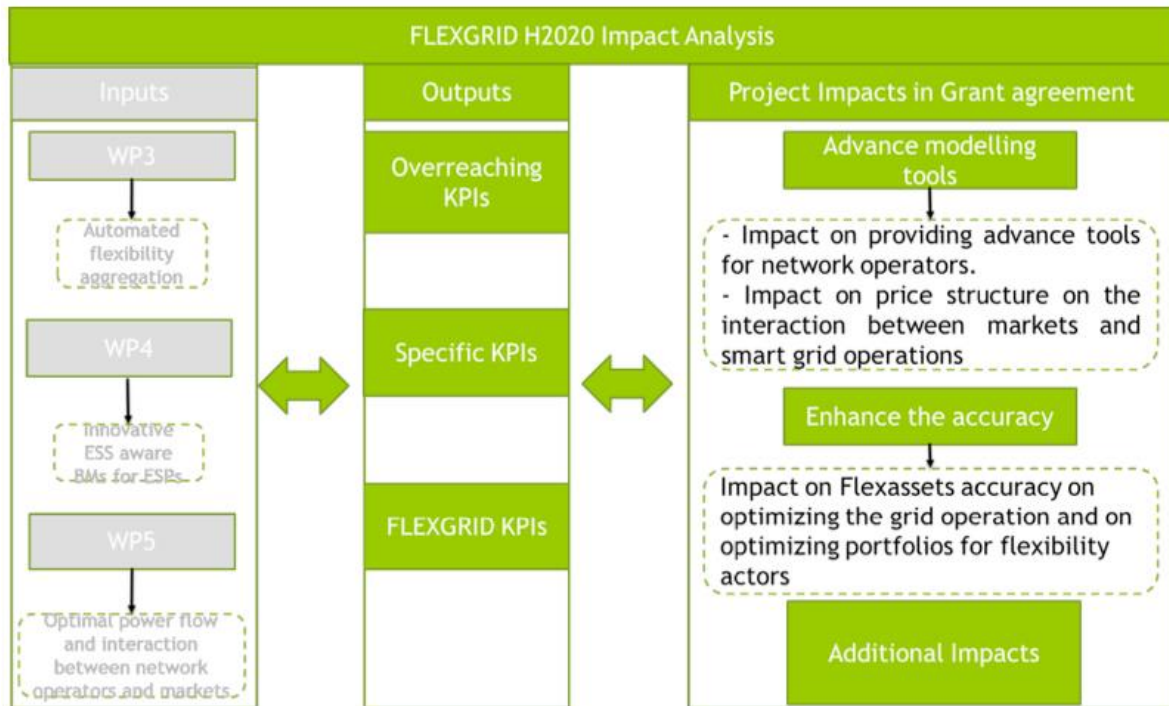 FLEXGRID H2020 Impact Analysis
Inputs
WP3
Automated
flexibility
aggregation
WP4
Innovative
ESS aware
BMs for ESPs
WP5
Optimal power flow
and interaction
between network
operators and markets
Outputs
Overreaching
KPIs
Specific KPIs
FLEXGRID KPIs
Project Impacts in Grant agreement
Advance modelling
tools
- Impact on providing advance tools
for network operators.
- Impact on price structure on the
interaction between markets and
smart grid operations
Enhance the accuracy
Impact on Flexassets accuracy on
optimizing the grid operation and on
optimizing portfolios for flexibility
actors
Additional Impacts